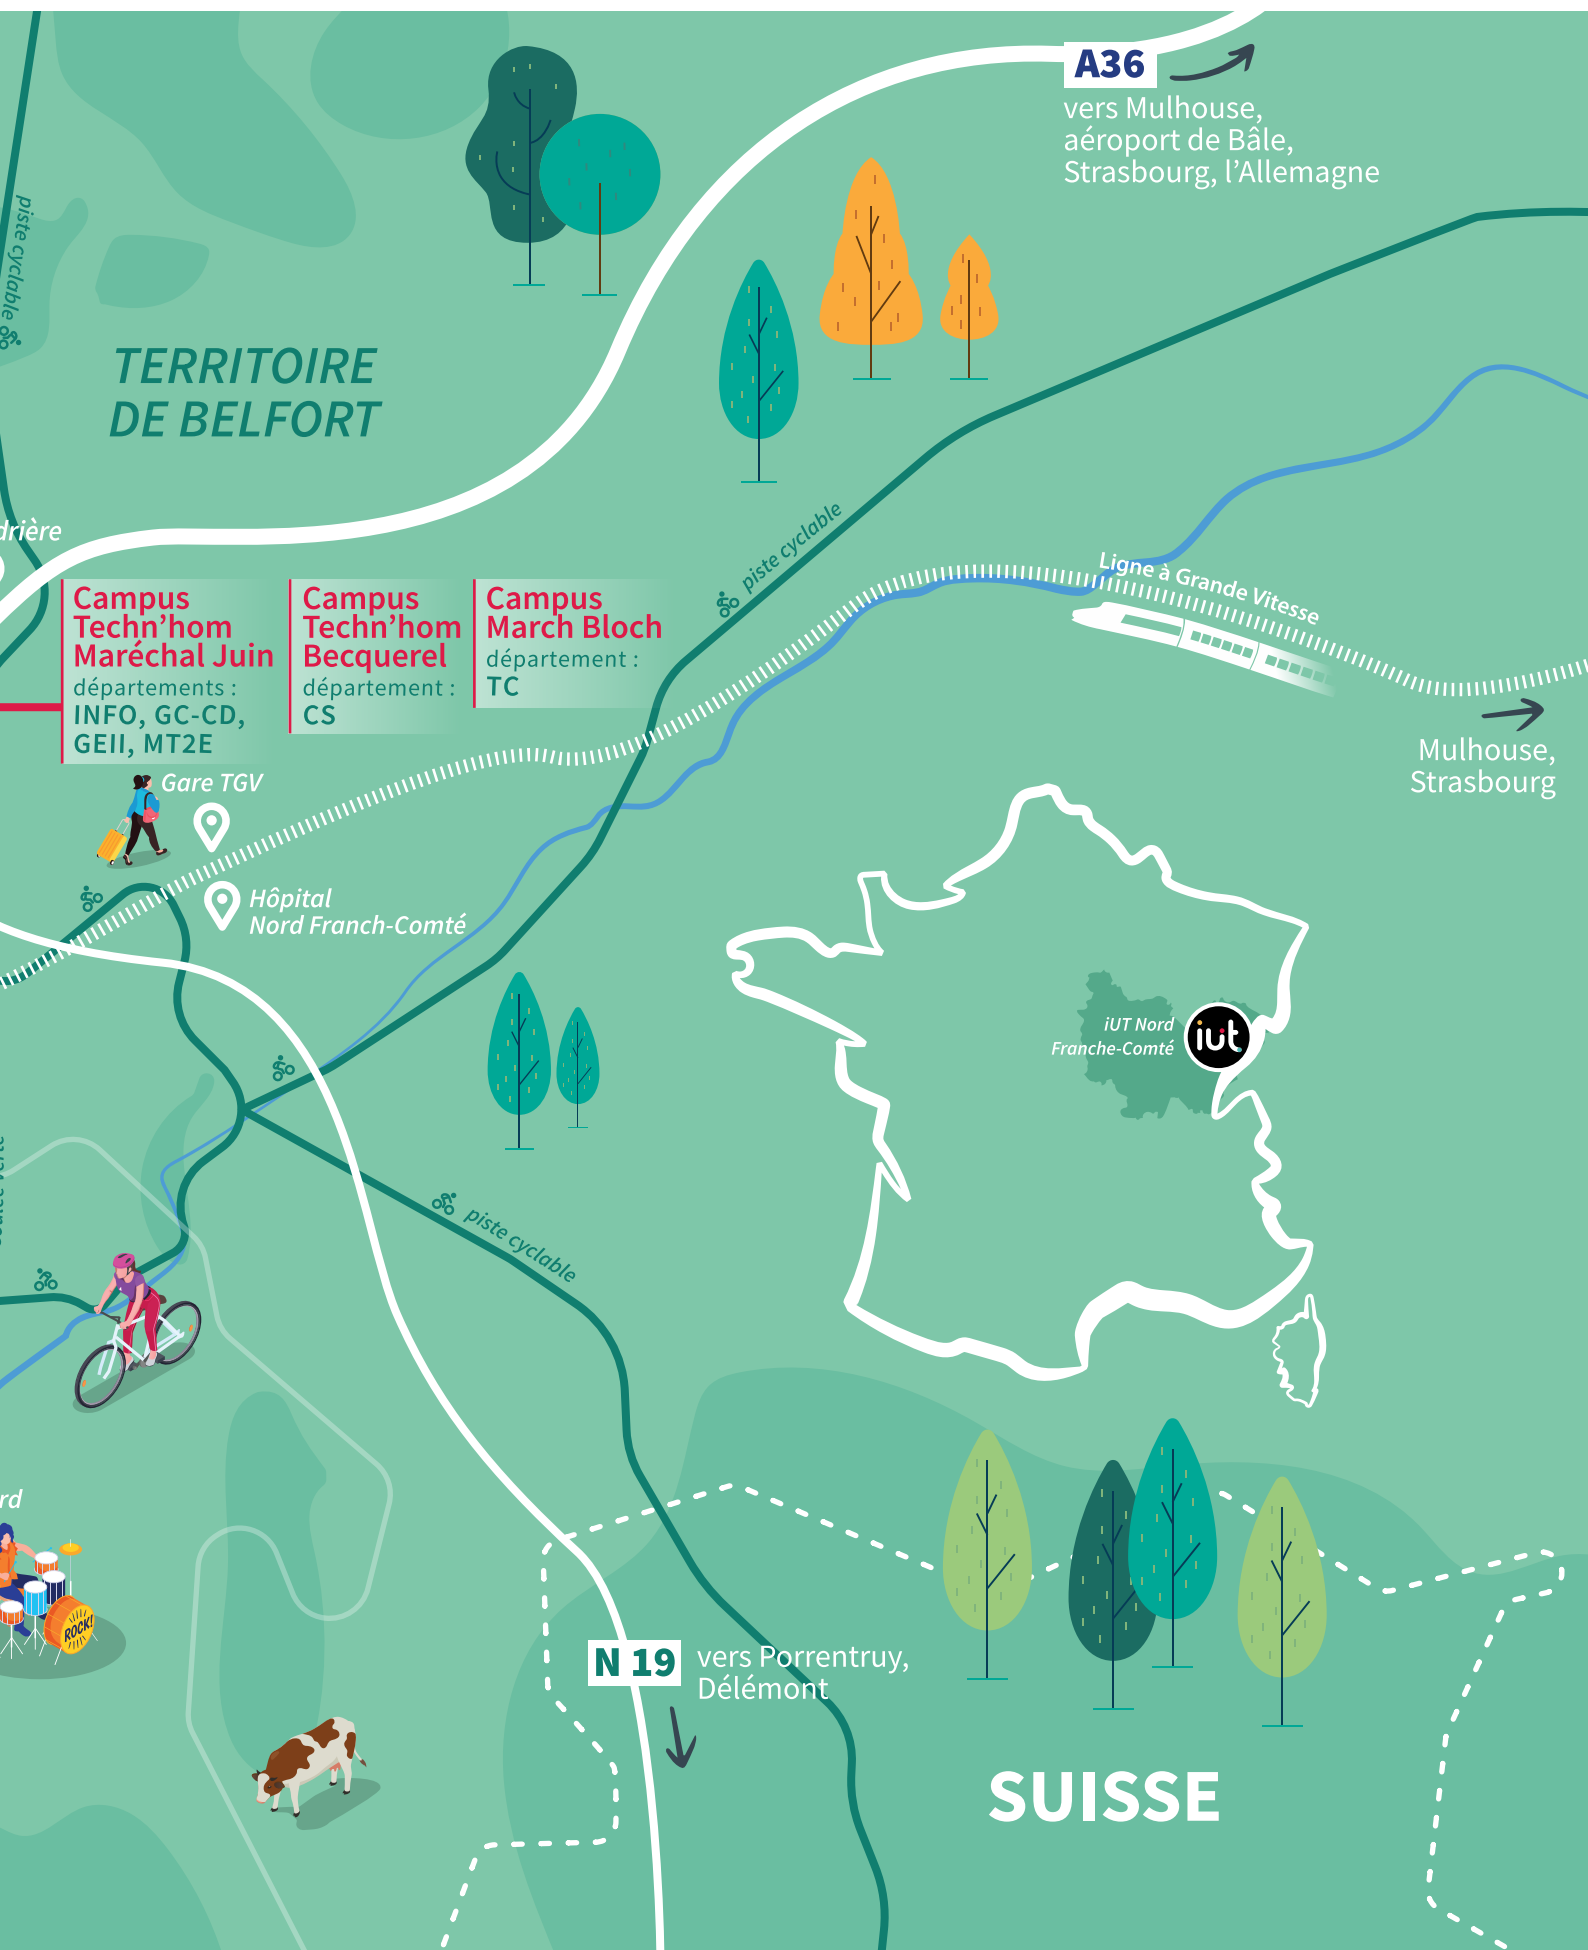 A36
vers Mulhouse,
aéroport de Bâle,
Strasbourg, l'Allemagne
piste cyclable
TERRITOIRE
DE BELFORT
piste cyclable
Ligne à Grande Vitesse
Campus
Techn'hom
Maréchal Juin
départements :
INFO, GC-CD,
GEII, MT2E
Campus
Techn'hom
Becquerel
département :
CS
Campus
March Bloch
département :
TC
Mulhouse,
Strasbourg
Gare TGV
Hôpital
Nord Franch-Comté
iUT Nord
Franche-Comté
iut
piste cyclable
ROCK!
N 19
vers Porrentruy,
Délémont
SUISSE